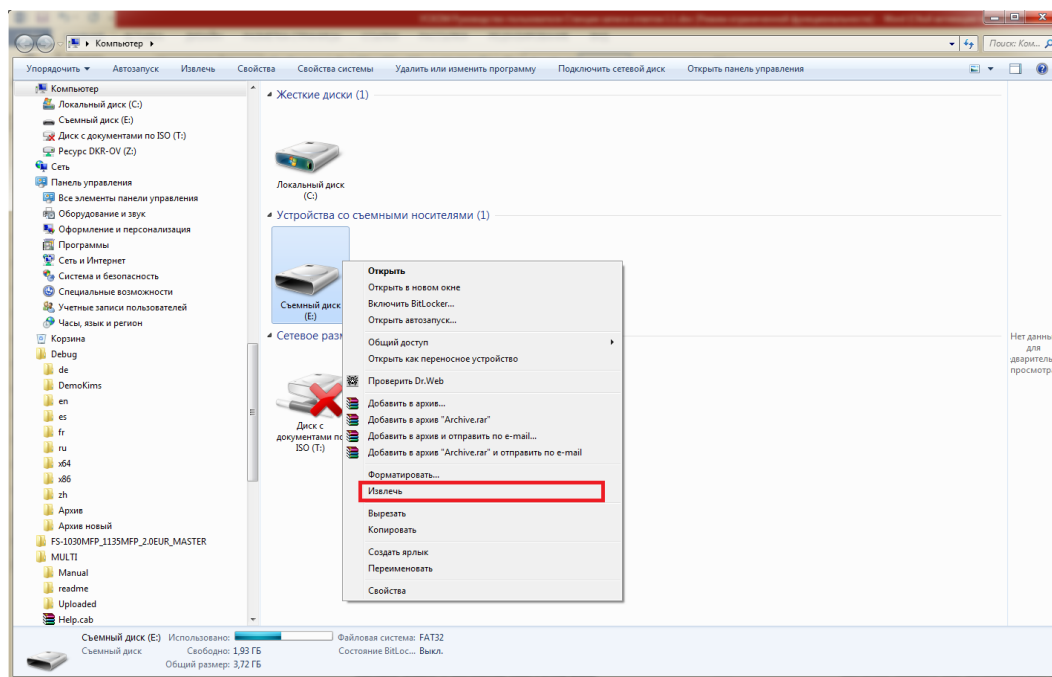 Компьютер
Поиск: Ком...
Упорядочить Автозапуск Извлечь Свойства Свойства системы Удалить или изменить программу Подключить сетевой диск Открыть панель управления
Компьютер
Локальный диск (C:)
Съемный диск (E:)
Диск с документами по ISO (T:)
Ресурс DKR-OV (Z:)
Сеть
Панель управления
Все элементы панели управления
Оборудование и звук
Оформление и персонализация
Программы
Сеть и Интернет
Система и безопасность
Специальные возможности
Учетные записи пользователей
Часы, язык и регион
Корзина
Debug
de
DemoKims
en
es
fr
ru
x64
x86
zh
Архив
Архив новый
FS-1030MFP_1135MFP_2.0EUR_MASTER
MULTI
Manual
readme
Uploaded
Help.cab
Жесткие диски (1)
Локальный диск
(C:)
Устройства со съемными носителями (1)
Съемный диск
(E:)
Сетевое разм
Диск с
документами по
ISO (T:)
Открыть
Открыть в новом окне
Включить BitLocker...
Открыть автозапуск...
Общий доступ
Открыть как переносное устройство
Проверить Dr.Web
Добавить в архив...
Добавить в архив "Archive.rar"
Добавить в архив и отправить по e-mail...
Добавить в архив "Archive.rar" и отправить по e-mail
Форматировать...
Извлечь
Вырезать
Копировать
Создать ярлык
Переименовать
Свойства
Нет данны
для
дваритель
просмотр
Съемный диск (E:) Использовано: Файловая система: FAT32
Съемный диск Свободно: 1,93 ГБ Состояние BitLoc... Выкл.
Общий размер: 3,72 ГБ